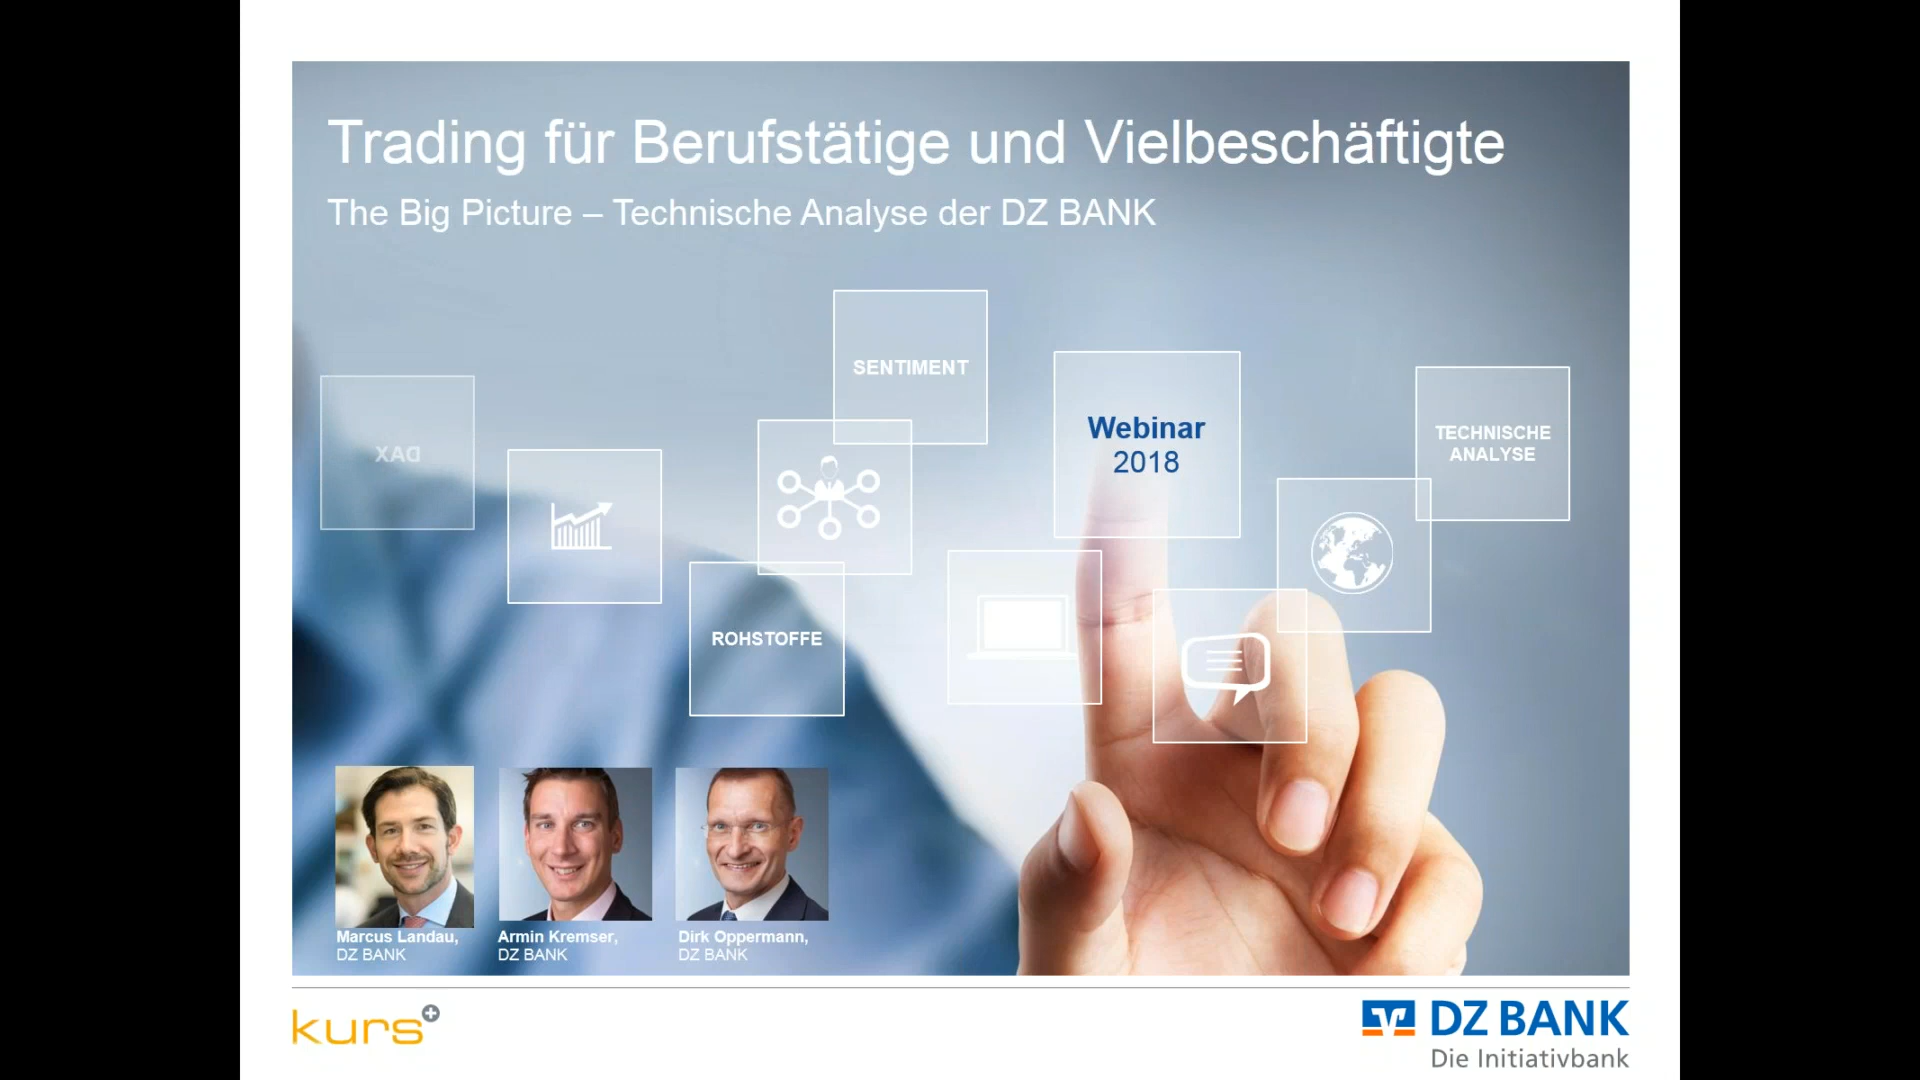 Trading für Berufstätige und Vielbeschäftigte
The Big Picture – Technische Analyse der DZ BANK
SENTIMENT
Webinar
2018
TECHNISCHE
ANALYSE
DAX
ROHSTOFFE
Marcus Landau,
DZ BANK
Armin Kremser,
DZ BANK
Dirk Oppermann,
DZ BANK
kurs+
DZ BANK
Die Initiativbank